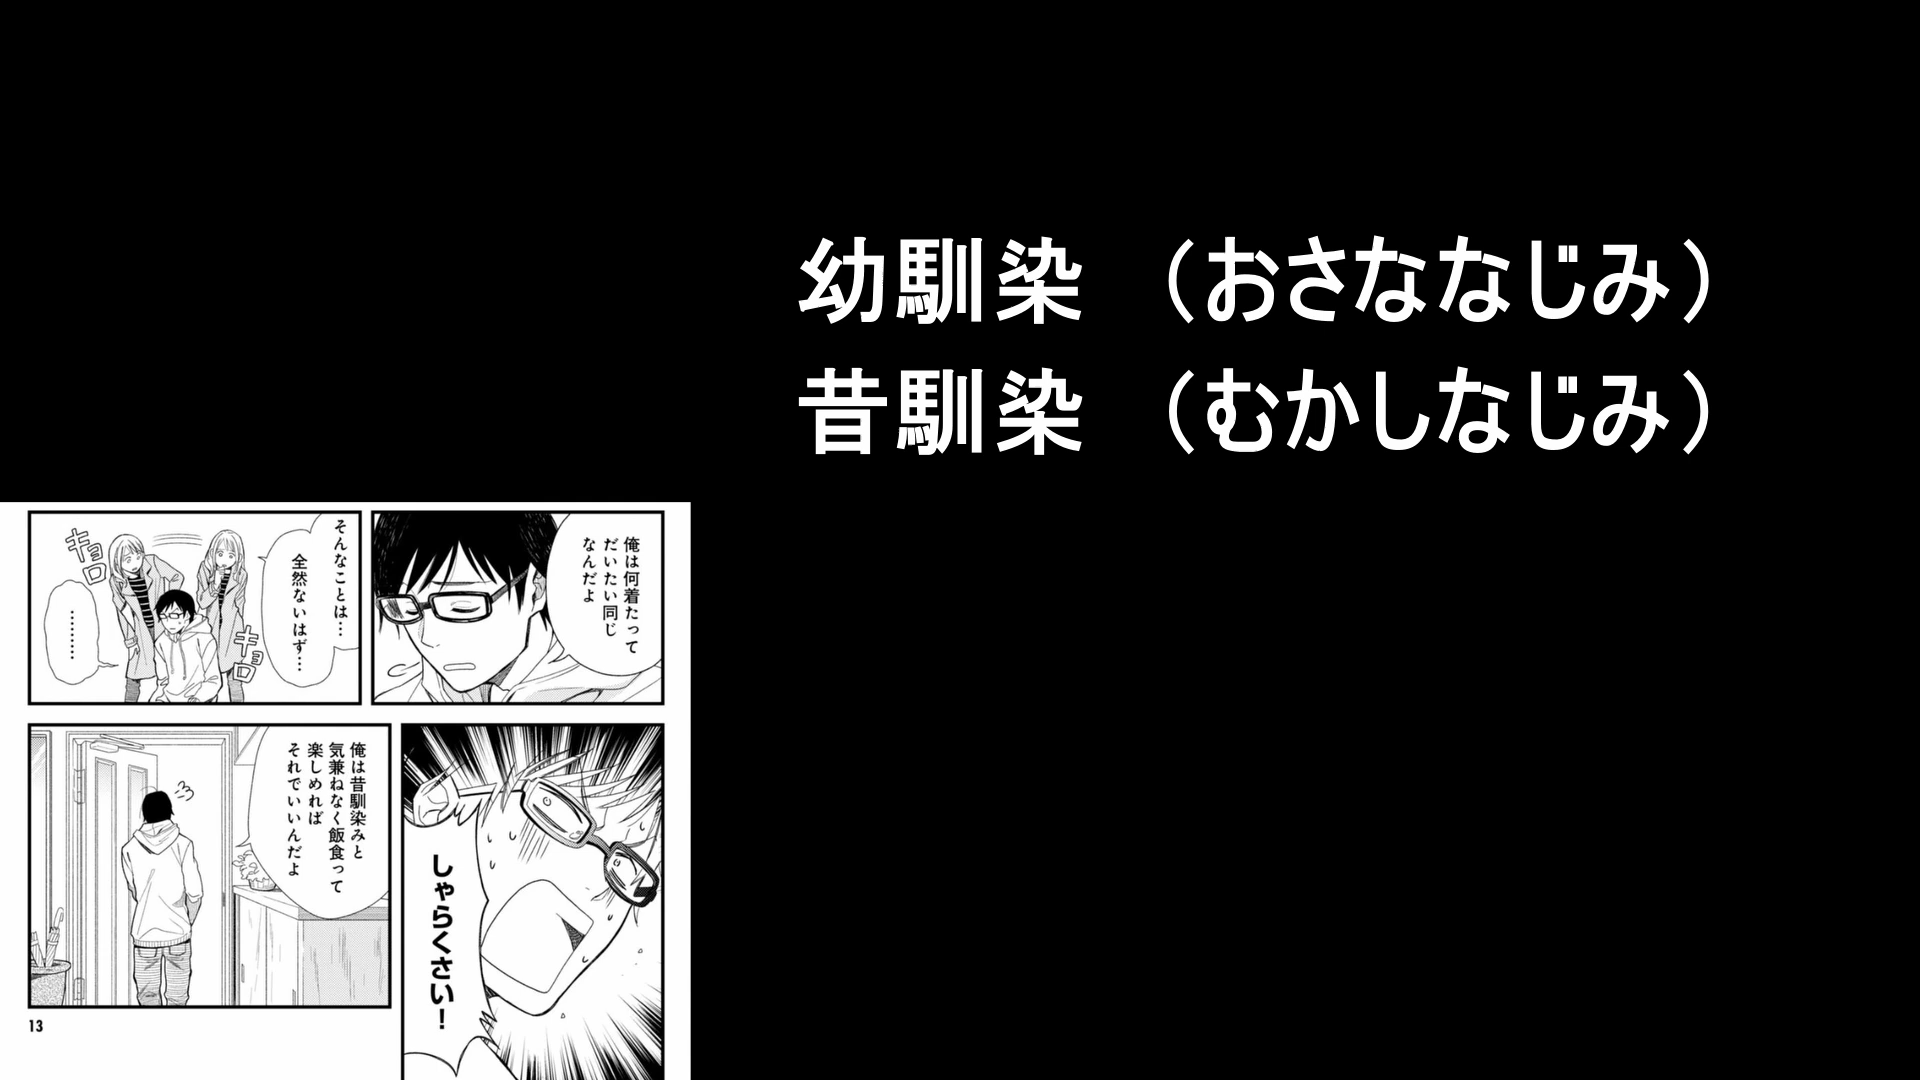 幼馴染 （おさななじみ）
昔馴染 （むかしなじみ）
俺は何着たって
だいたい同じ
なんだよ
そんなことは…
全然ないはず…
キョロ
キョロ
………
しゃらくさい！
俺は昔馴染みと
気兼ねなく飯食って
楽しめれば
それでいいんだよ
13